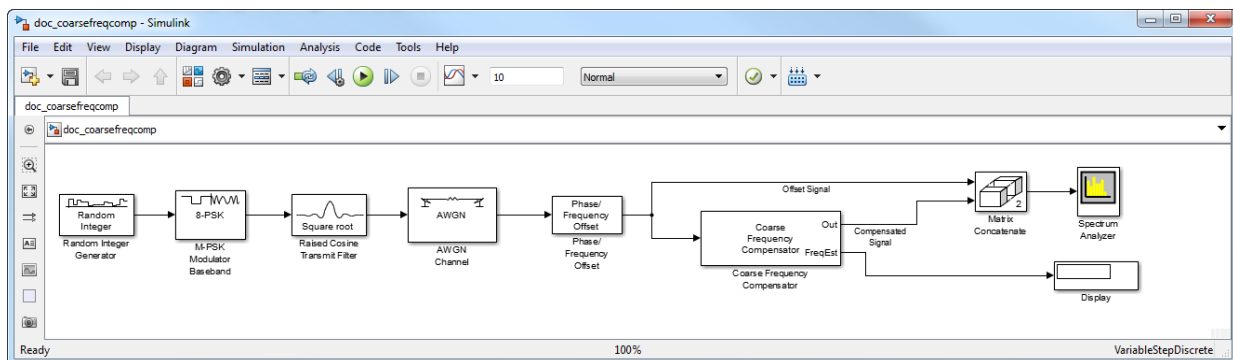 doc_coarsefreqcomp - Simulink
File Edit View Display Diagram Simulation Analysis Code Tools Help
10
Normal
doc_coarsefreqcomp
doc_coarsefreqcomp
Random
Integer
Random Integer
Generator
8-PSK
M-PSK
Modulator
Baseband
Square root
Raised Cosine
Transmit Filter
AWGN
AWGN
Channel
Phase/
Frequency
Offset
Phase/
Frequency
Offset
Offset Signal
Coarse
Frequency
Compensator
Out
FreqEst
Coarse Frequency
Compensator
Compensated
Signal
2
Matrix
Concatenate
Spectrum
Analyzer
Display
Ready
100%
VariableStepDiscrete